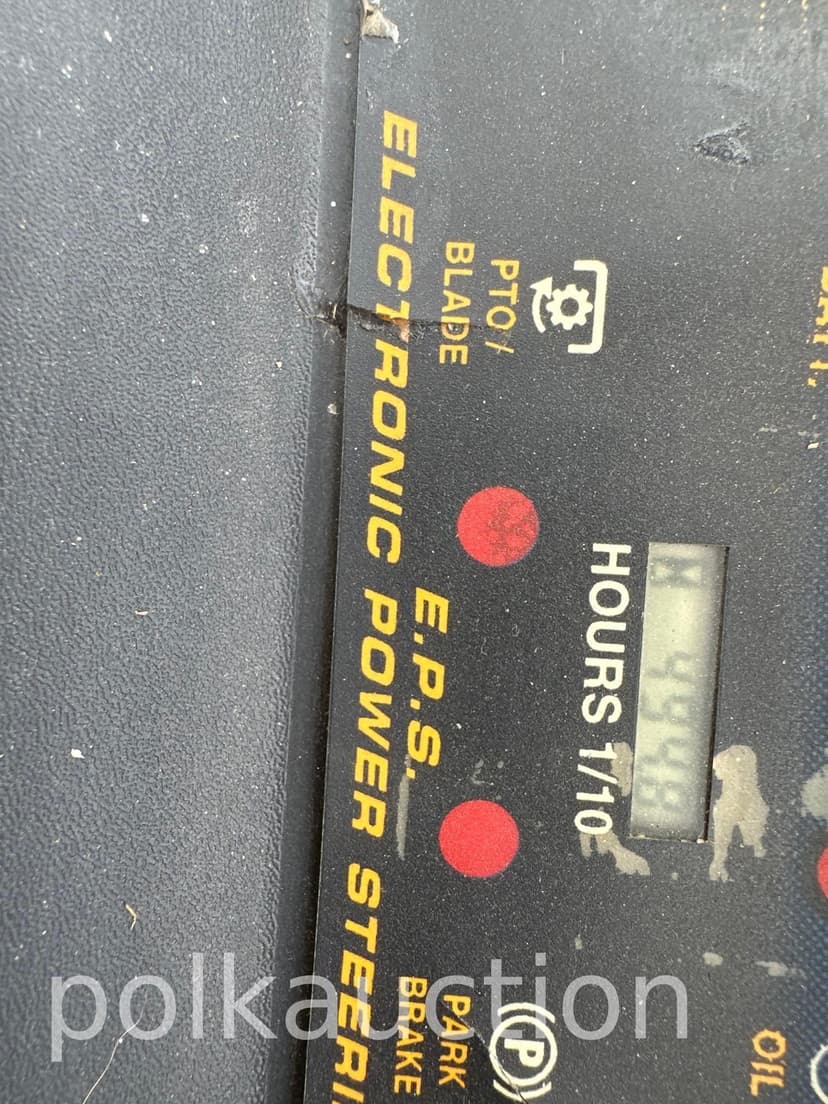 PTO /
BLADE
HOURS 1/10
E.P.S.
ELECTRONIC POWER STEERI
P
PARK
BRAKE
OIL
polkauction